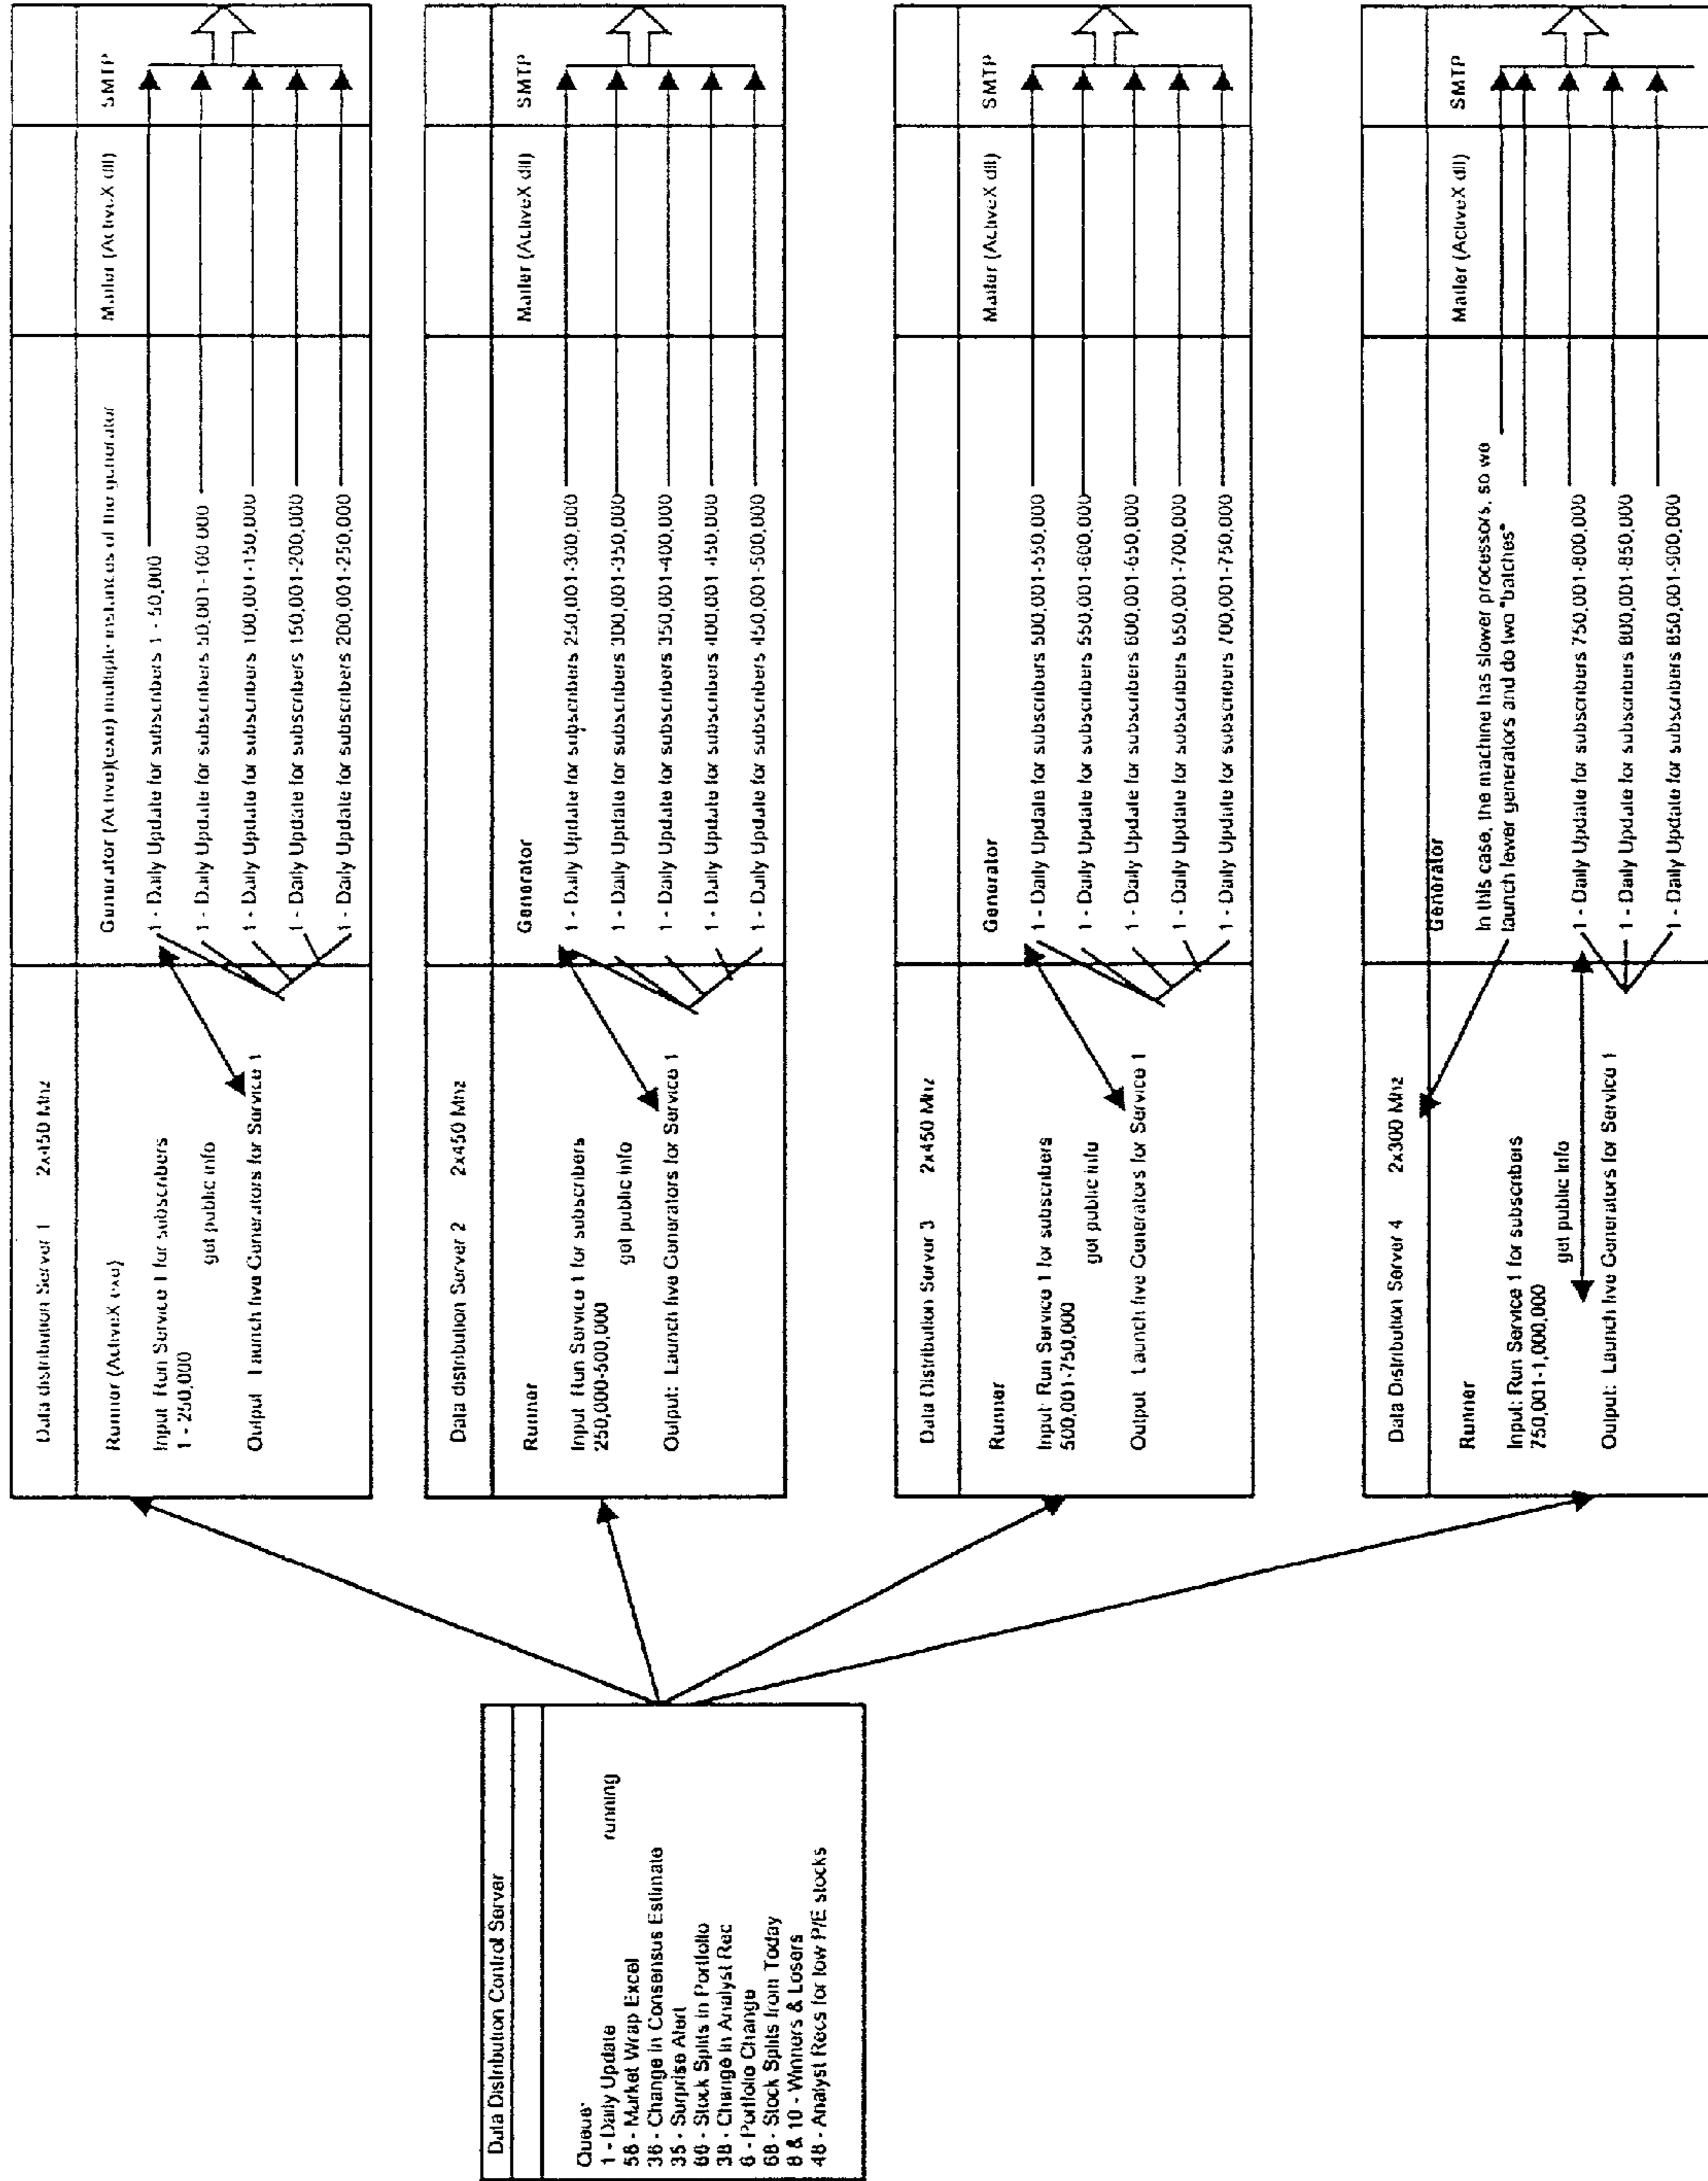 Data Distribution Control Server
Queue
1 - Daily Update running
58 - Market Wrap Excel
36 - Change in Consensus Estimate
35 - Surprise Alert
66 - Stock Splits in Portfolio
38 - Change in Analyst Rec
6 - Portfolio Change
68 - Stock Splits from Today
8 & 10 - Winners & Losers
48 - Analyst Recs for low P/E stocks
Data distribution Server 1 2x450 Mhz
Runner (ActiveX exe)
Input Run Service 1 for subscribers
1 - 250,000
get public info
Output Launch five Generators for Service 1
Generator (ActiveX)(exe) multiple instances of the generator
1 - Daily Update for subscribers 1 - 50,000
1 - Daily Update for subscribers 50,001-100 000
1 - Daily Update for subscribers 100,001-150,000
1 - Daily Update for subscribers 150,001-200,000
1 - Daily Update for subscribers 200,001-250,000
Mailer (ActiveX dll)
SMTP
Data distribution Server 2 2x450 Mhz
Runner
Input Run Service 1 for subscribers
250,000-500,000
get public info
Output: Launch five Generators for Service 1
Generator
1 - Daily Update for subscribers 250,001-300,000
1 - Daily Update for subscribers 300,001-350,000
1 - Daily Update for subscribers 350,001-400,000
1 - Daily Update for subscribers 400,001-450,000
1 - Daily Update for subscribers 450,001-500,000
Mailer (ActiveX dll)
SMTP
Data Distribution Server 3 2x450 Mhz
Runner
Input: Run Service 1 for subscribers
500,001-750,000
get public info
Output Launch five Generators for Service 1
Generator
1 - Daily Update for subscribers 500,001-550,000
1 - Daily Update for subscribers 550,001-600,000
1 - Daily Update for subscribers 600,001-650,000
1 - Daily Update for subscribers 650,001-700,000
1 - Daily Update for subscribers 700,001-750,000
Mailer (ActiveX dll)
SMTP
Data Distribution Server 4 2x300 Mhz
Runner
Input: Run Service 1 for subscribers
750,001-1,000,000
get public info
Output: Launch five Generators for Service 1
Generator
In this case, the machine has slower processors, so we
launch fewer generators and do two "batches"
1 - Daily Update for subscribers 750,001-800,000
1 - Daily Update for subscribers 800,001-850,000
1 - Daily Update for subscribers 850,001-900,000
Mailer (ActiveX dll)
SMTP